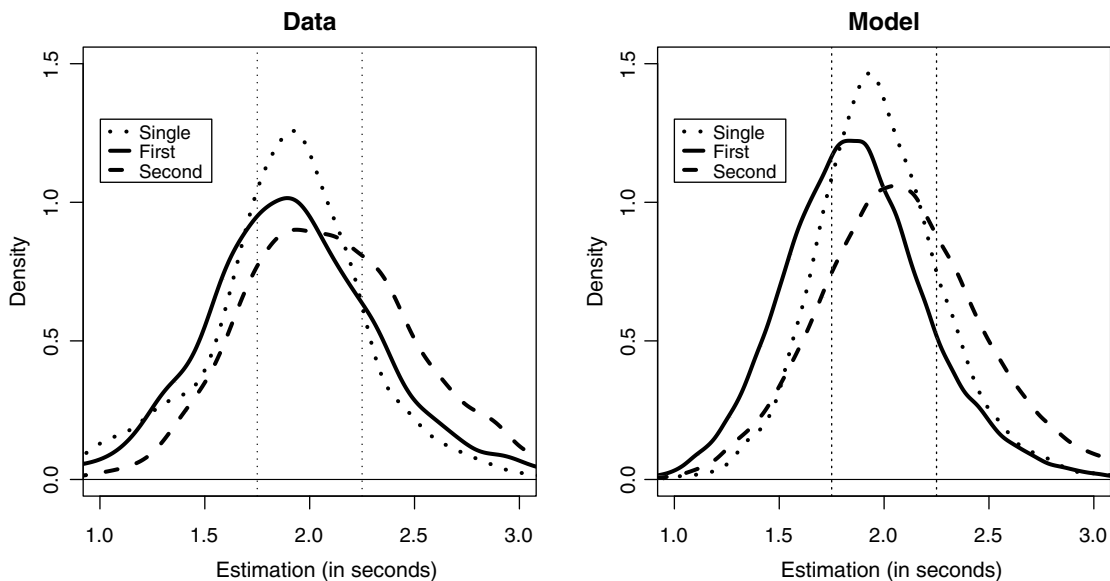 Data
Density
0.0
0.5
1.0
1.5
Single
First
Second
1.0
1.5
2.0
2.5
3.0
Estimation (in seconds)
Model
Density
0.0
0.5
1.0
1.5
Single
First
Second
1.0
1.5
2.0
2.5
3.0
Estimation (in seconds)